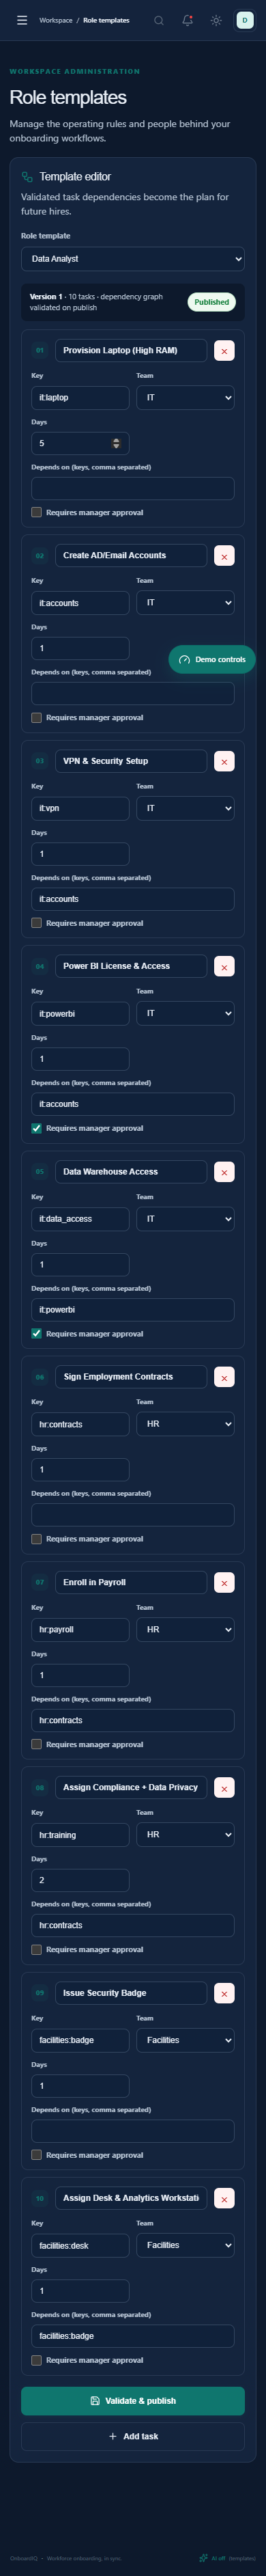 Workspace / Role templates
D
WORKSPACE ADMINISTRATION
Role templates
Manage the operating rules and people behind your
onboarding workflows.
Template editor
Validated task dependencies become the plan for
future hires.
Role template
Data Analyst
Version 1 · 10 tasks · dependency graph
validated on publish
Published
01 Provision Laptop (High RAM)
Key Team
it:laptop IT
Days
5
Depends on (keys, comma separated)
Requires manager approval
02 Create AD/Email Accounts
Key Team
it:accounts IT
Days
1
Demo controls
Depends on (keys, comma separated)
Requires manager approval
03 VPN & Security Setup
Key Team
it:vpn IT
Days
1
Depends on (keys, comma separated)
it:accounts
Requires manager approval
04 Power BI License & Access
Key Team
it:powerbi IT
Days
1
Depends on (keys, comma separated)
it:accounts
Requires manager approval
05 Data Warehouse Access
Key Team
it:data_access IT
Days
1
Depends on (keys, comma separated)
it:powerbi
Requires manager approval
06 Sign Employment Contracts
Key Team
hr:contracts HR
Days
1
Depends on (keys, comma separated)
Requires manager approval
07 Enroll in Payroll
Key Team
hr:payroll HR
Days
1
Depends on (keys, comma separated)
hr:contracts
Requires manager approval
08 Assign Compliance + Data Privacy
Key Team
hr:training HR
Days
2
Depends on (keys, comma separated)
hr:contracts
Requires manager approval
09 Issue Security Badge
Key Team
facilities:badge Facilities
Days
1
Depends on (keys, comma separated)
Requires manager approval
10 Assign Desk & Analytics Workstati
Key Team
facilities:desk Facilities
Days
1
Depends on (keys, comma separated)
facilities:badge
Requires manager approval
Validate & publish
Add task
OnboardIQ · Workforce onboarding, in sync. AI off (templates)